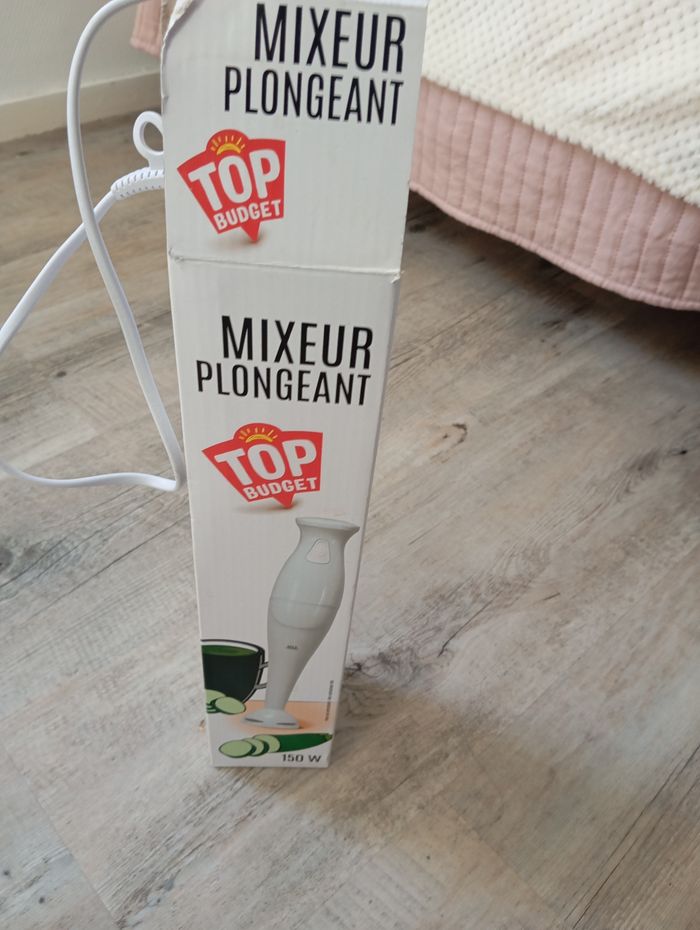 MIXEUR
PLONGEANT
TOP
BUDGET
MIXEUR
PLONGEANT
TOP
BUDGET
150 W